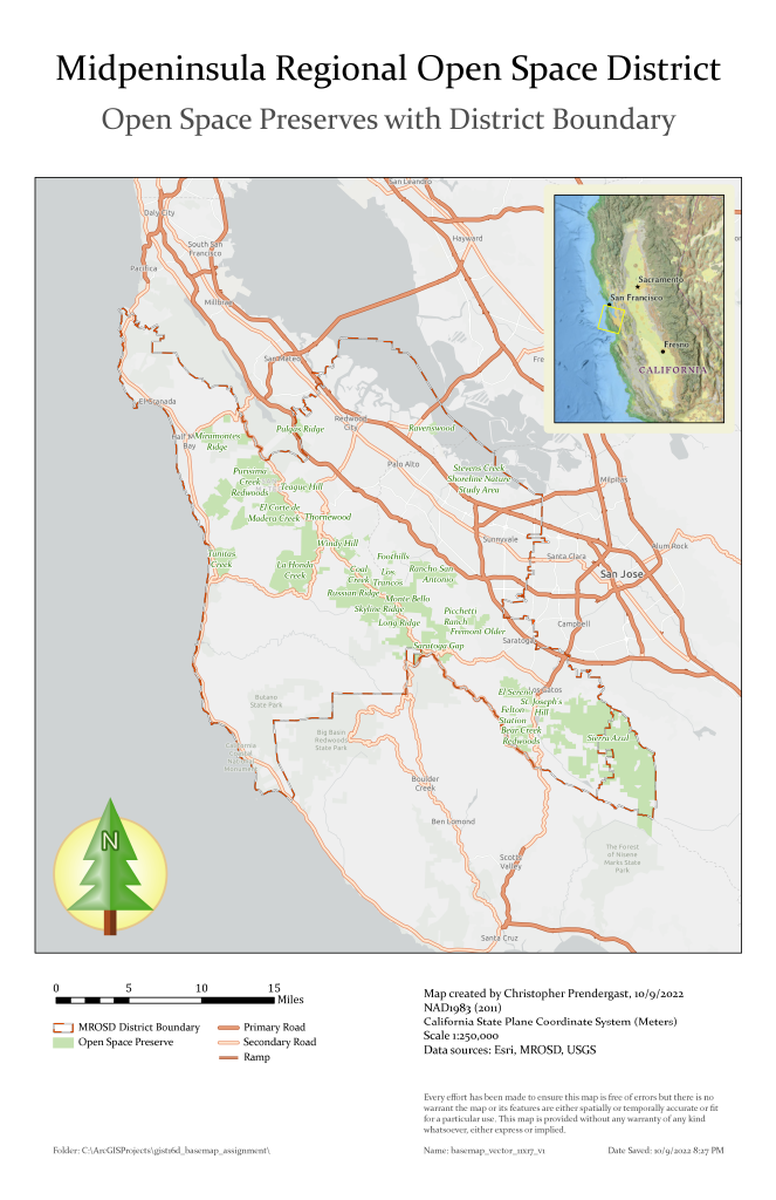 Midpeninsula Regional Open Space District
Open Space Preserves with District Boundary
San Leandro
Daly City
Hayward
South San
Francisco
Pacifica
Millbrae
San Mateo
Fre
Sacramento
San Francisco
Fresno
CALIFORNIA
El Granada
Half M
Bay
Miramontes
Ridge
Pulgas Ridge
Redwood
City
Ravenswood
Palo Alto
Stevens Creek
Shoreline Nature
Study Area
Milpitas
Purisima
Creek
Redwoods
Teague Hill
El Corte de
Madera Creek
Thornewood
Windy Hill
Sunnyvale
Santa Clara
Alum Rock
San Jose
Tunitas
Creek
La Honda
Creek
Foothills
Coal
Creek
Los
Trancos
Rancho San
Antonio
Russian Ridge
Monte Bello
Skyline Ridge
Long Ridge
Picchetti
Ranch
Fremont Older
Campbell
Saratoga
Saratoga Gap
Butano
State Park
Big Basin
Redwoods
State Park
California
Coastal
National
Monument
El Sereno
Los Gatos
St. Joseph's
Hill
Felton
Station
Bear Creek
Redwoods
Sierra Azul
Boulder
Creek
Ben Lomond
Scotts
Valley
The Forest
of Nisene
Marks State
Park
Santa Cruz
N
0 5 10 15
Miles
MROSD District Boundary
Open Space Preserve
Primary Road
Secondary Road
Ramp
Map created by Christopher Prendergast, 10/9/2022
NAD1983 (2011)
California State Plane Coordinate System (Meters)
Scale 1:250,000
Data sources: Esri, MROSD, USGS
Every effort has been made to ensure this map is free of errors but there is no
warrant the map or its features are either spatially or temporally accurate or fit
for a particular use. This map is provided without any warranty of any kind
whatsoever, either express or implied.
Folder: C:\ArcGISProjects\gist16d_basemap_assignment\
Name: basemap_vector_11x17_v1
Date Saved: 10/9/2022 8:27 PM